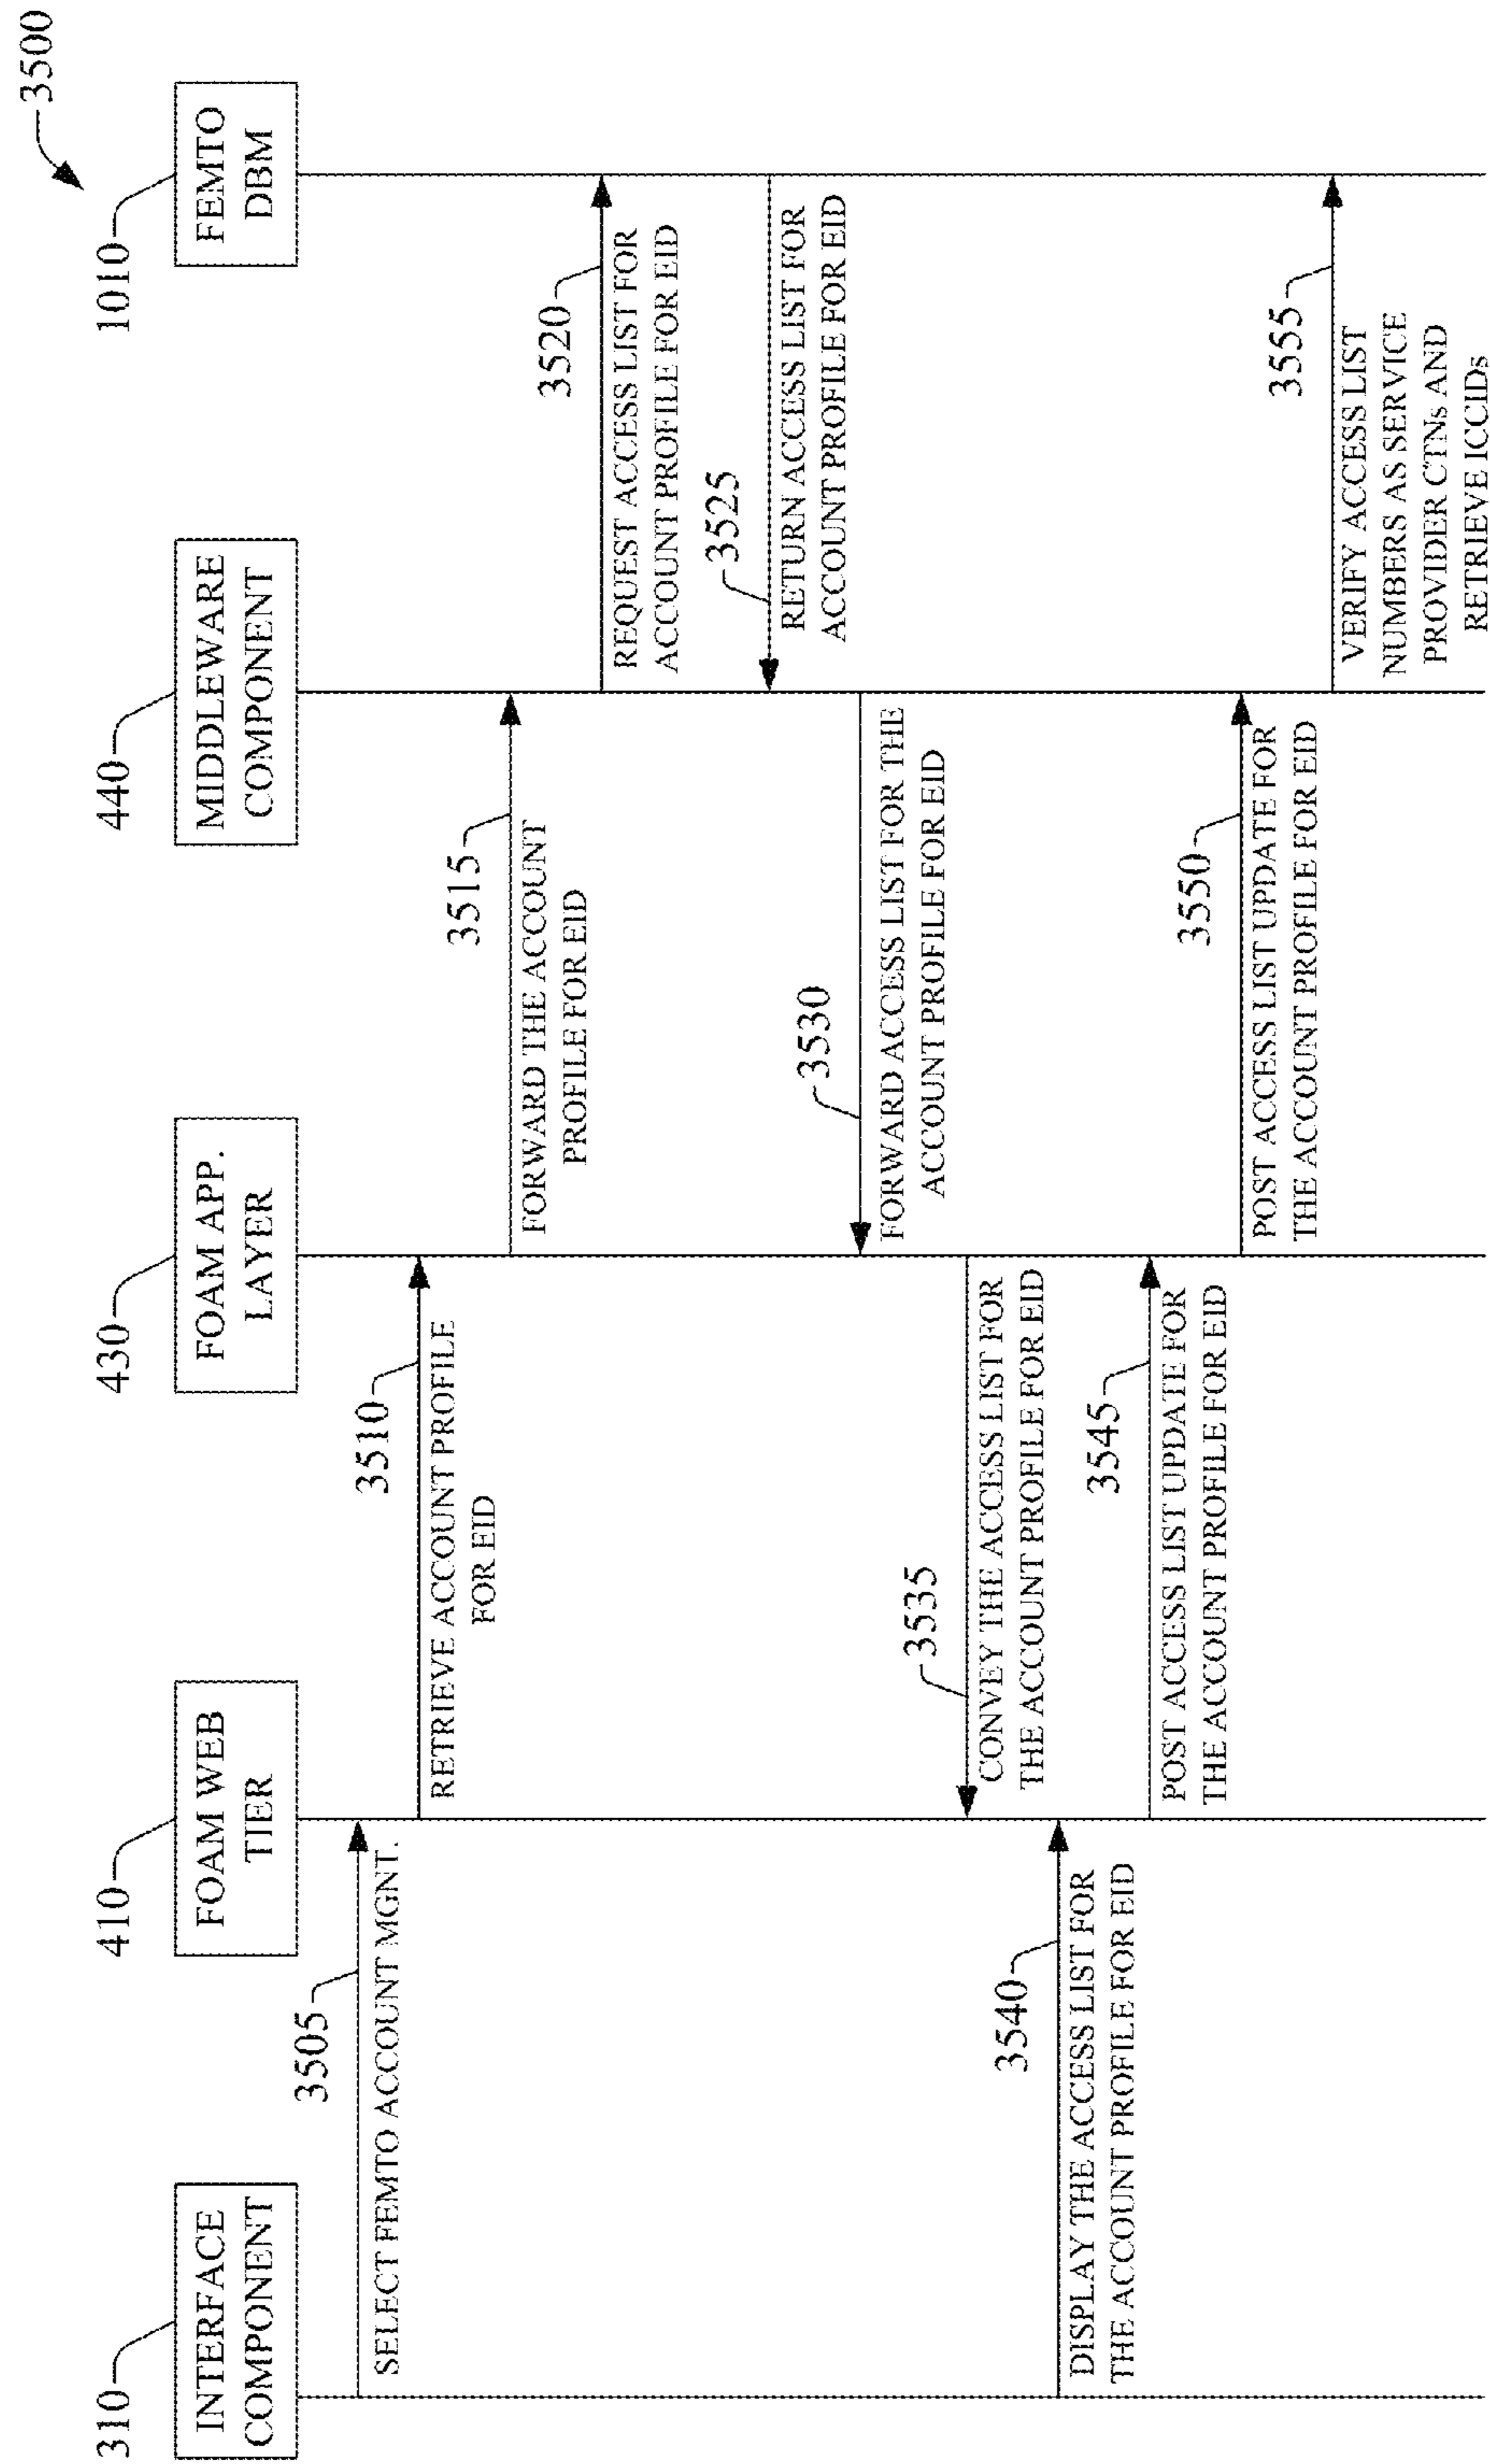 3500
310
INTERFACE
COMPONENT
410
FOAM WEB
TIER
430
FOAM APP.
LAYER
440
MIDDLEWARE
COMPONENT
1010
FEMTO
DBM
3505
SELECT FEMTO ACCOUNT MGNT.
3510
RETRIEVE ACCOUNT PROFILE
FOR EID
3515
FORWARD THE ACCOUNT
PROFILE FOR EID
3520
REQUEST ACCESS LIST FOR
ACCOUNT PROFILE FOR EID
3525
RETURN ACCESS LIST FOR
ACCOUNT PROFILE FOR EID
3530
FORWARD ACCESS LIST FOR THE
ACCOUNT PROFILE FOR EID
3535
CONVEY THE ACCESS LIST FOR
THE ACCOUNT PROFILE FOR EID
3540
DISPLAY THE ACCESS LIST FOR
THE ACCOUNT PROFILE FOR EID
3545
POST ACCESS LIST UPDATE FOR
THE ACCOUNT PROFILE FOR EID
3550
POST ACCESS LIST UPDATE FOR
THE ACCOUNT PROFILE FOR EID
3555
VERIFY ACCESS LIST
NUMBERS AS SERVICE
PROVIDER CTNs AND
RETRIEVE ICCIDs